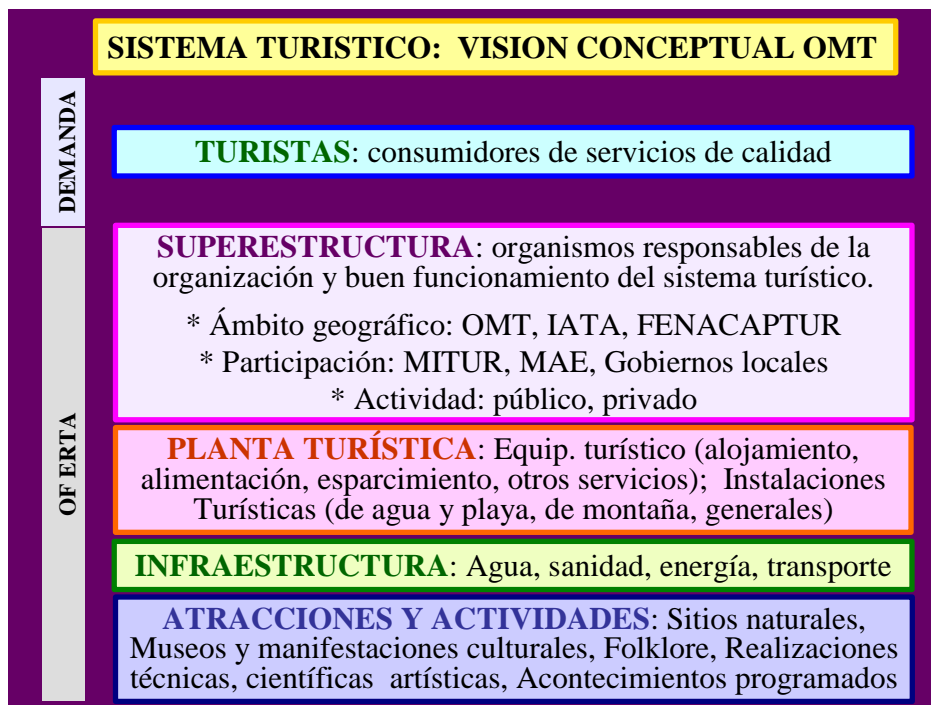 SISTEMA TURISTICO: VISION CONCEPTUAL OMT
DEMANDA
TURISTAS: consumidores de servicios de calidad
OF ERTA
SUPERESTRUCTURA: organismos responsables de la
organización y buen funcionamiento del sistema turístico.
* Ámbito geográfico: OMT, IATA, FENACAPTUR
* Participación: MITUR, MAE, Gobiernos locales
* Actividad: público, privado
PLANTA TURÍSTICA: Equip. turístico (alojamiento,
alimentación, esparcimiento, otros servicios); Instalaciones
Turísticas (de agua y playa, de montaña, generales)
INFRAESTRUCTURA: Agua, sanidad, energía, transporte
ATRACCIONES Y ACTIVIDADES: Sitios naturales,
Museos y manifestaciones culturales, Folklore, Realizaciones
técnicas, científicas artísticas, Acontecimientos programados